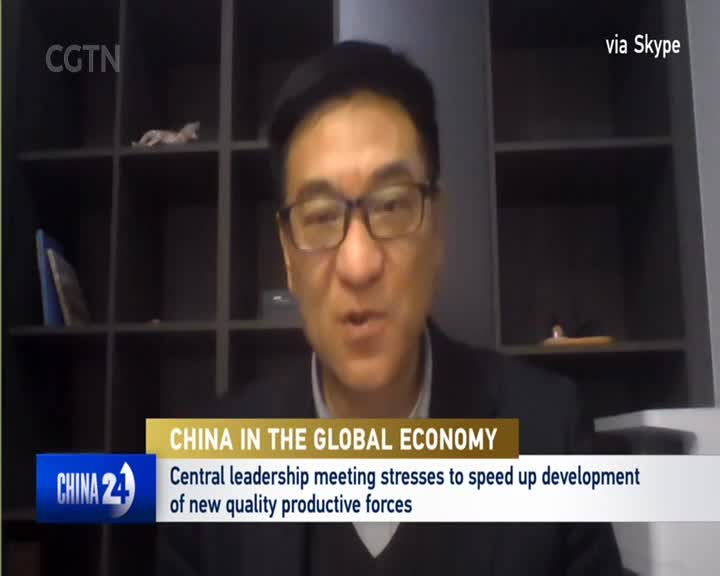 CGTN
via Skype
CHINA IN THE GLOBAL ECONOMY
CHINA 24
Central leadership meeting stresses to speed up development
of new quality productive forces